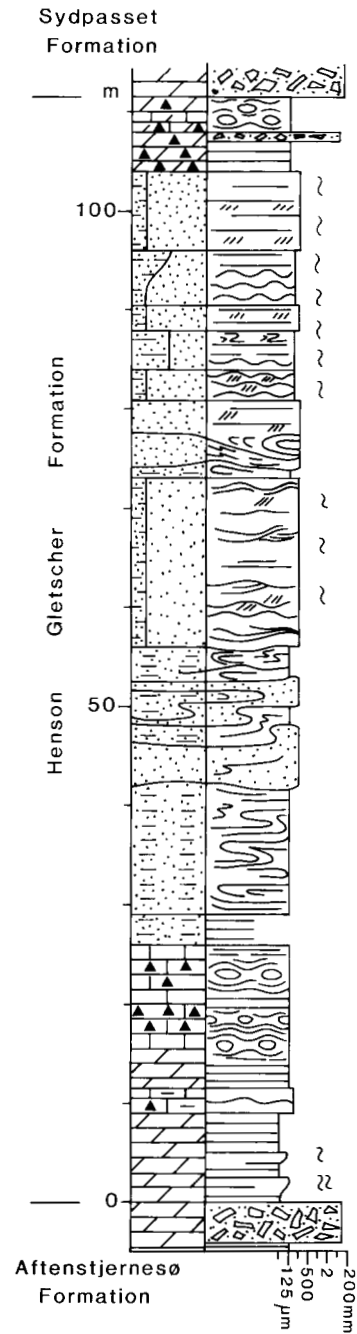 Sydpasset
Formation
m
100
Formation
Gletscher
50
Henson
0
Aftenstjernesø
Formation
125 µm
500
2
200mm